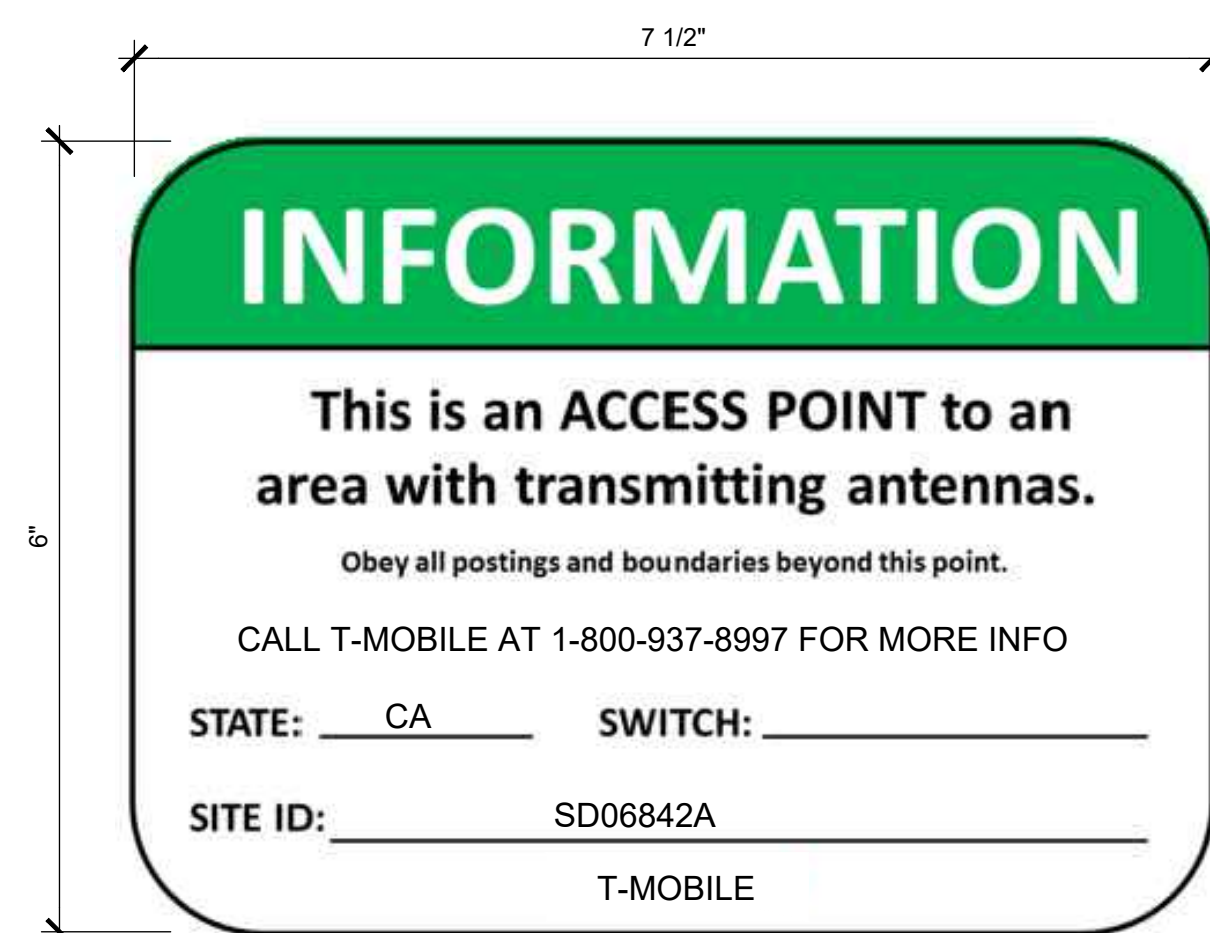 7 1/2"
6"
INFORMATION
This is an ACCESS POINT to an
area with transmitting antennas.
Obey all postings and boundaries beyond this point.
CALL T-MOBILE AT 1-800-937-8997 FOR MORE INFO
STATE: CA SWITCH:
SITE ID: SD06842A
T-MOBILE